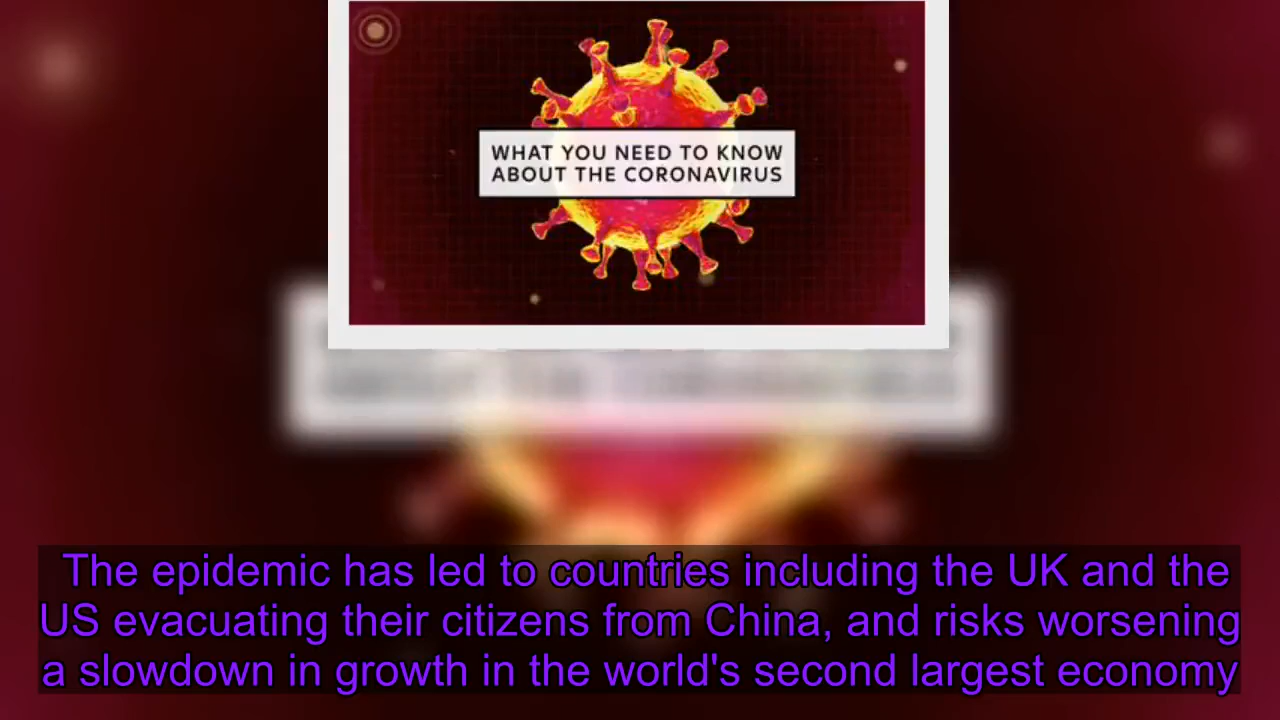 WHAT YOU NEED TO KNOW
ABOUT THE CORONAVIRUS
The epidemic has led to countries including the UK and the
US evacuating their citizens from China, and risks worsening
a slowdown in growth in the world's second largest economy